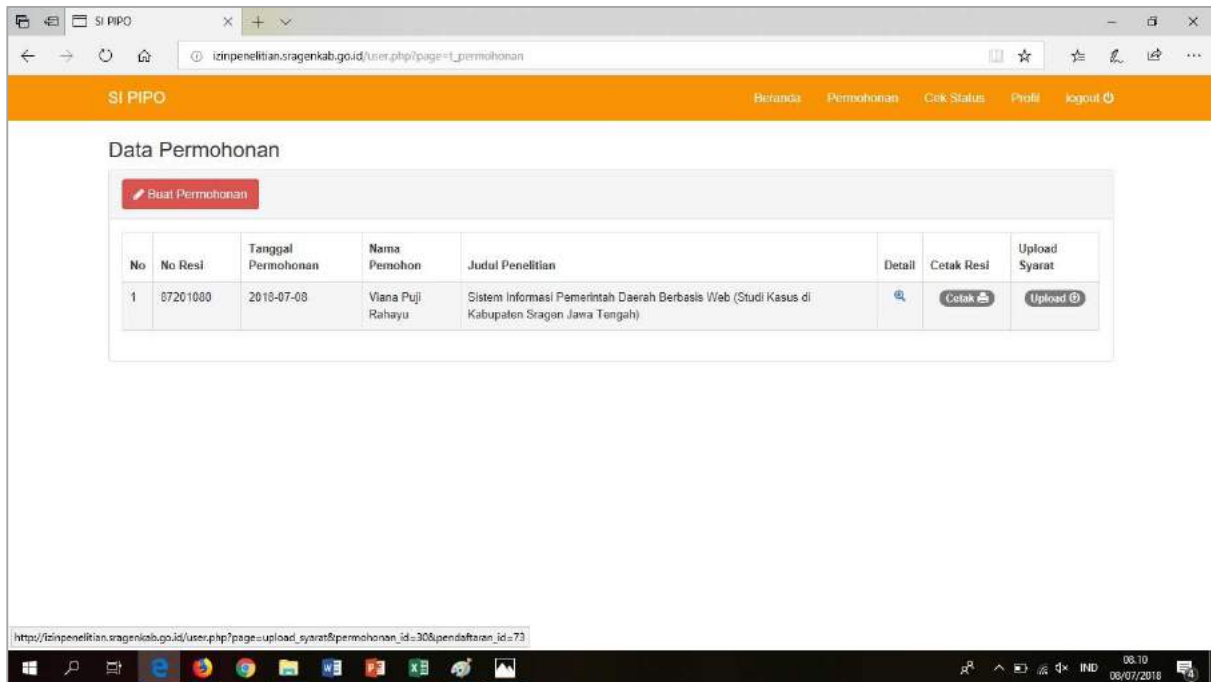 SI PIPO
izinpenelitian.sragenkab.go.id/user.php?page=t_permohonan
SI PIPO Beranda Permohonan Cek Status Profil logout
Data Permohonan
Buat Permohonan
No No Resi Tanggal Permohonan Nama Pemohon Judul Penelitian Detail Cetak Resi Upload Syarat
1 87201080 2018-07-08 Viana Puji Rahayu Sistem Informasi Pemerintah Daerah Berbasis Web (Studi Kasus di
Kabupaten Sragen Jawa Tengah) Cetak Upload
http://izinpenelitian.sragenkab.go.id/user.php?page=upload_syarat&permohonan_id=30&pendaftaran_id=73
IND 08.10
08/07/2018